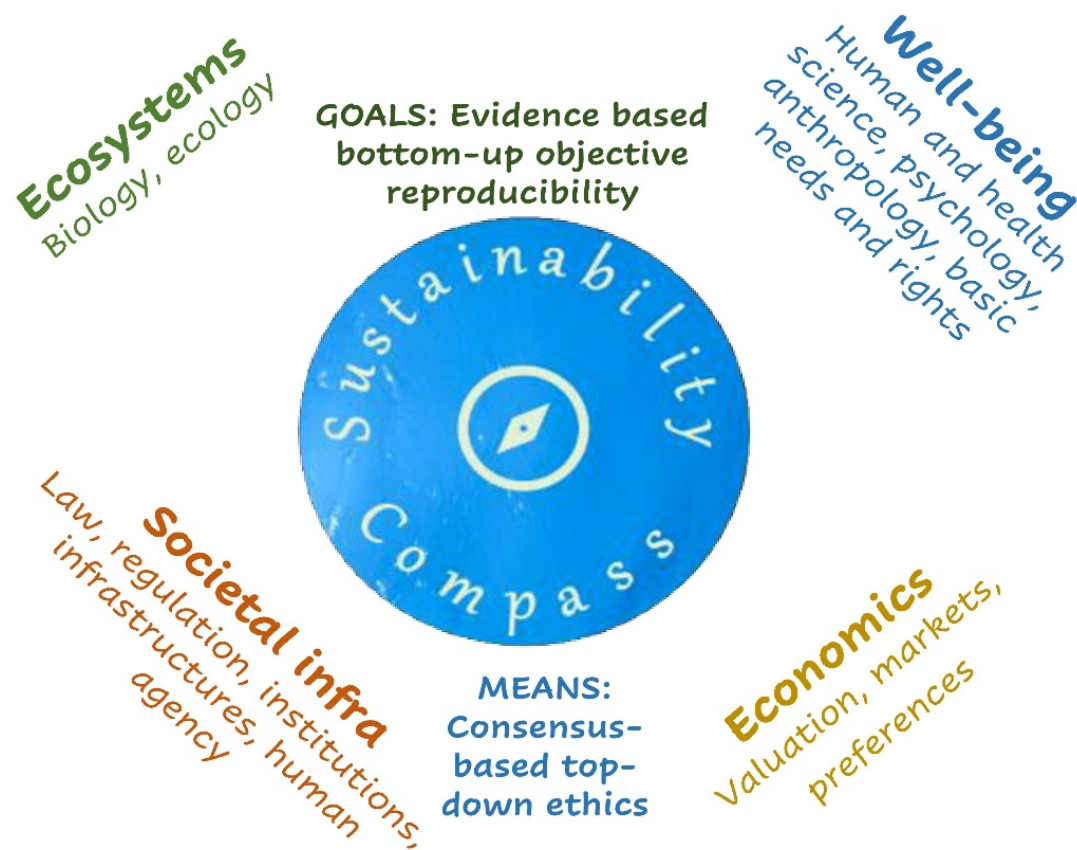 Ecosystems
Biology, ecology
GOALS: Evidence based
bottom-up objective
reproducibility
Well-being
Human and health
science, psychology,
anthropology, basic
needs and rights
Sustainability
Compass
Societal infra
Law, regulation, institutions,
infrastructures, human
agency
MEANS:
Consensus-
based top-
down ethics
Economics
Valuation, markets,
preferences